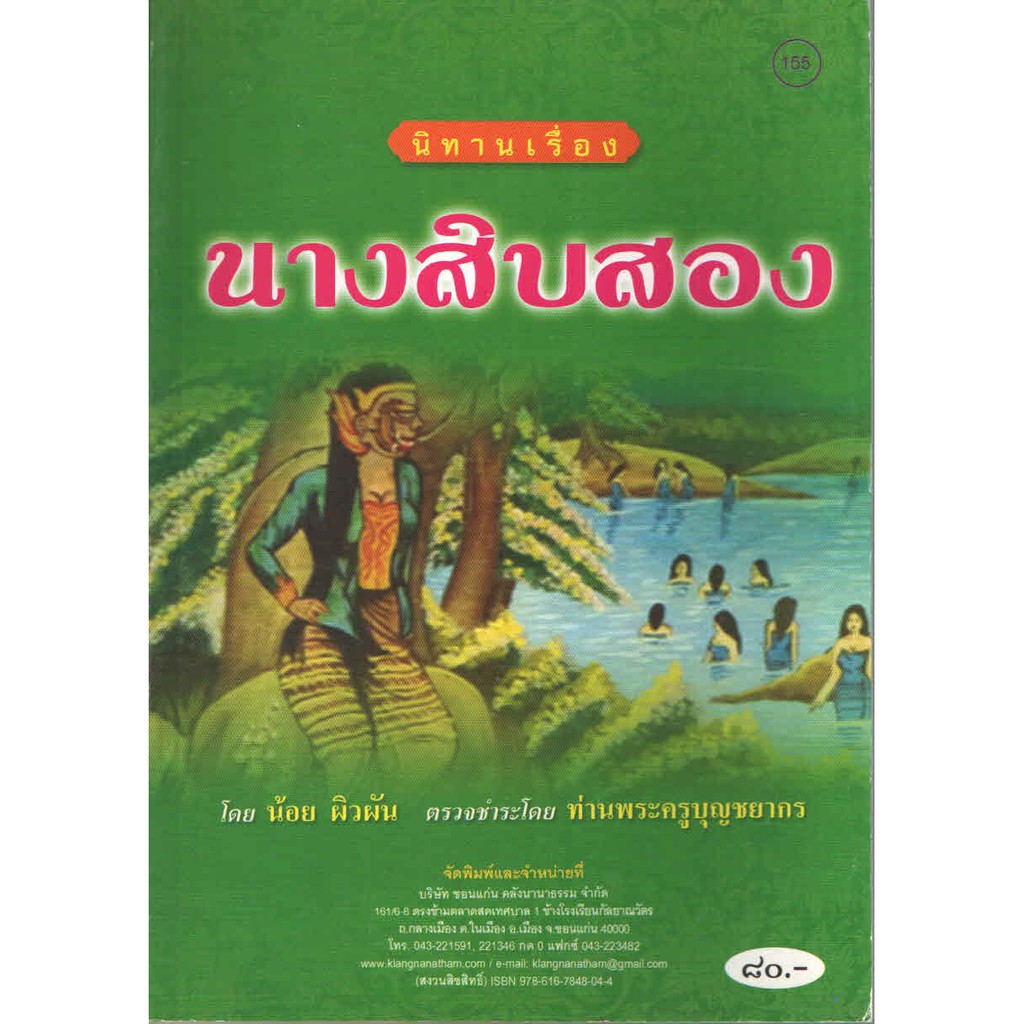 155
นิทานเรื่อง
นางสิบสอง
โดย น้อย ผิวผัน ตรวจชำระโดย ท่านพระครูบุญชยากร
จัดพิมพ์และจำหน่ายที่
บริษัท ขอนแก่น คลังนานาธรรม จำกัด
161/6-8 ตรงข้ามตลาดสดเทศบาล 1 ข้างโรงเรียนกัลยาณวัตร
ถ.กลางเมือง ต.ในเมือง อ.เมือง จ.ขอนแก่น 40000
โทร. 043-221591, 221346 กด 0 แฟกซ์ 043-223482
www.klangnanatham.com / e-mail: klangnanatham@gmail.com
(สงวนสิขสิทธิ์) ISBN 978-616-7848-04-4
๘๐.-